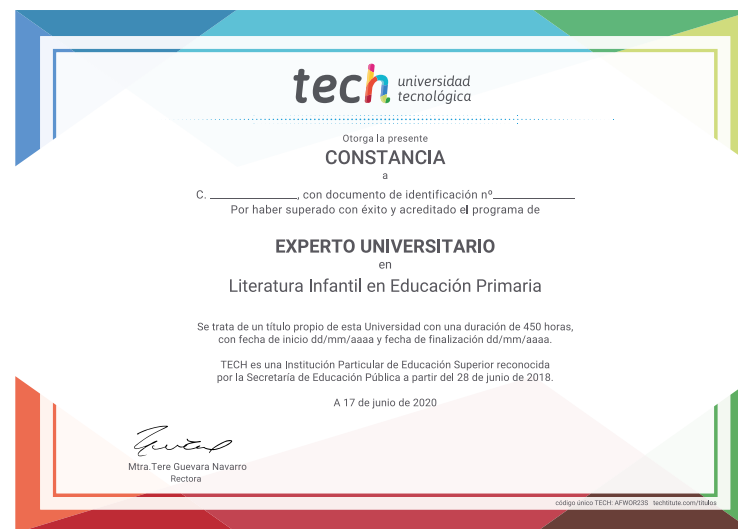 tech universidad
tecnológica
Otorga la presente
CONSTANCIA
a
C. ______________, con documento de identificación nº______________
Por haber superado con éxito y acreditado el programa de
EXPERTO UNIVERSITARIO
en
Literatura Infantil en Educación Primaria
Se trata de un título propio de esta Universidad con una duración de 450 horas,
con fecha de inicio dd/mm/aaaa y fecha de finalización dd/mm/aaaa.
TECH es una Institución Particular de Educación Superior reconocida
por la Secretaría de Educación Pública a partir del 28 de junio de 2018.
A 17 de junio de 2020
Mtra.Tere Guevara Navarro
Rectora
código único TECH: AFWOR23S techtitute.com/titulos